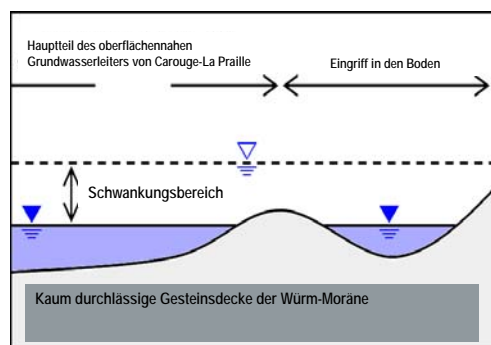 Hauptteil des oberflächennahen
Grundwasserleiters von Carouge-La Praille
Eingriff in den Boden
Schwankungsbereich
Kaum durchlässige Gesteinsdecke der Würm-Moräne